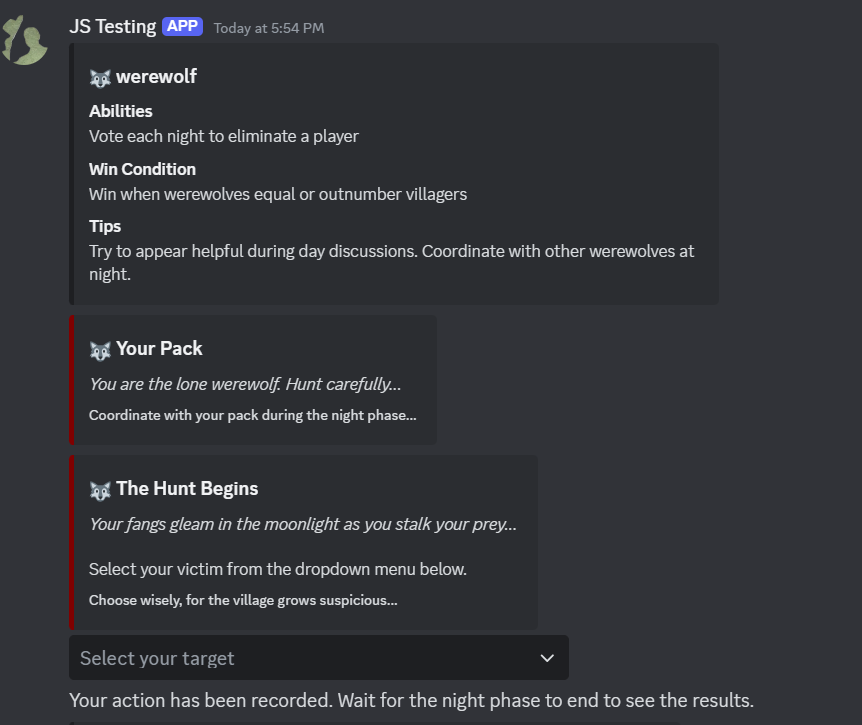 JS Testing APP Today at 5:54 PM
werewolf
Abilities
Vote each night to eliminate a player
Win Condition
Win when werewolves equal or outnumber villagers
Tips
Try to appear helpful during day discussions. Coordinate with other werewolves at
night.
Your Pack
You are the lone werewolf. Hunt carefully...
Coordinate with your pack during the night phase...
The Hunt Begins
Your fangs gleam in the moonlight as you stalk your prey...
Select your victim from the dropdown menu below.
Choose wisely, for the village grows suspicious...
Select your target
Your action has been recorded. Wait for the night phase to end to see the results.